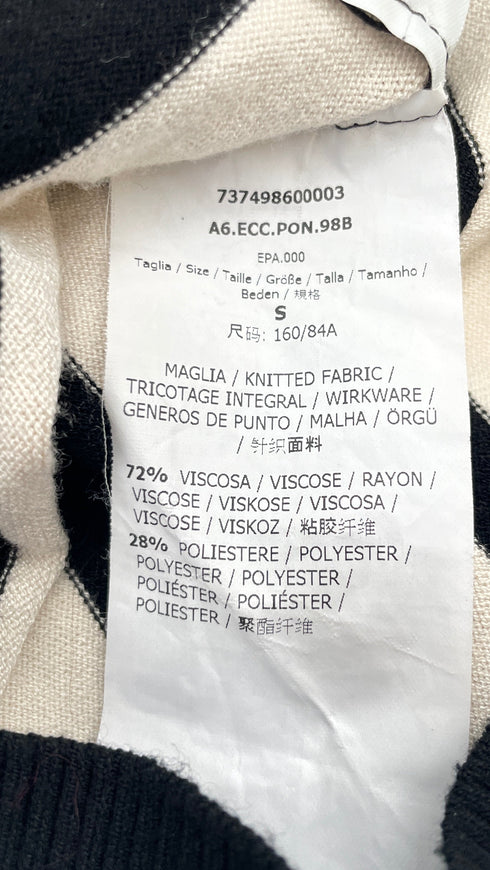 737498600003
A6.ECC.PON.98B
EPA.000
Taglia / Size / Taille / Größe / Talla / Tamanho /
Beden / 规格
S
尺码: 160/84A
MAGLIA / KNITTED FABRIC /
TRICOTAGE INTEGRAL / WIRKWARE /
GENEROS DE PUNTO / MALHA / ÖRGÜ
/ 针织面料
72% VISCOSA / VISCOSE / RAYON /
VISCOSE / VISKOSE / VISCOSA /
VISCOSE / VISKOZ / 粘胶纤维
28% POLIESTERE / POLYESTER /
POLYESTER / POLYESTER /
POLIÉSTER / POLIÉSTER /
POLIESTER / 聚酯纤维